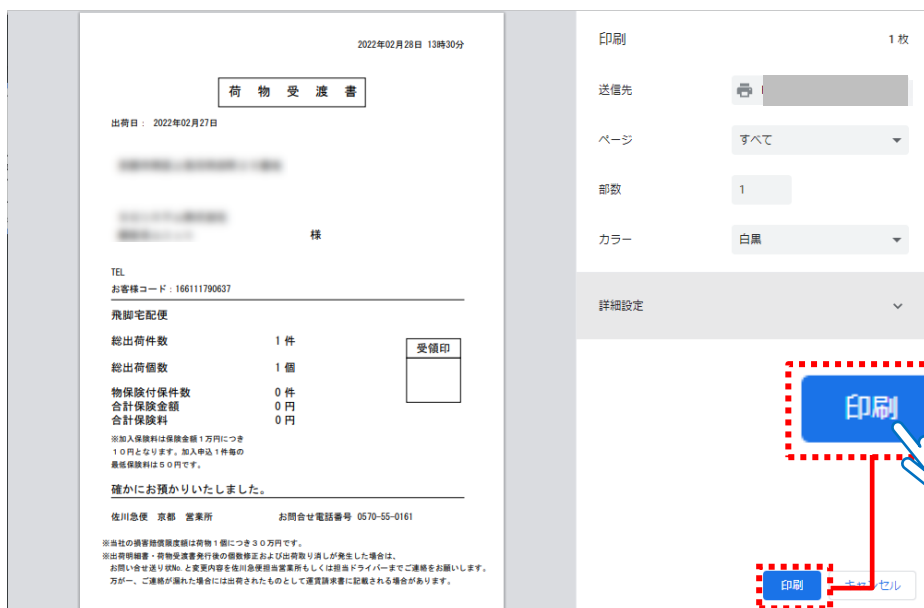 2022年02月28日 13時30分
荷 物 受 渡 書
出荷日： 2022年02月27日
様
TEL
お客様コード：166111790637
飛脚宅配便
総出荷件数 1 件
総出荷個数 1 個
受領印
物保険付保件数 0 件
合計保険金額 0 円
合計保険料 0 円
※加入保険料は保険金額１万円につき
１０円となります。加入申込１件毎の
最低保険料は５０円です。
確かにお預かりいたしました。
佐川急便 京都 営業所 お問合せ電話番号 0570-55-0161
※当社の損害賠償限度額は荷物１個につき３０万円です。
※出荷明細書・荷物受渡書発行後の個数修正および出荷取り消しが発生した場合は、
お問い合せ送り状No.と変更内容を佐川急便担当営業所もしくは担当ドライバーまでご連絡をお願いします。
万が一、ご連絡が漏れた場合には出荷されたものとして運賃請求書に記載される場合があります。
印刷 1 枚
送信先
ページ すべて
部数 1
カラー 白黒
詳細設定
印刷
印刷 キャンセル